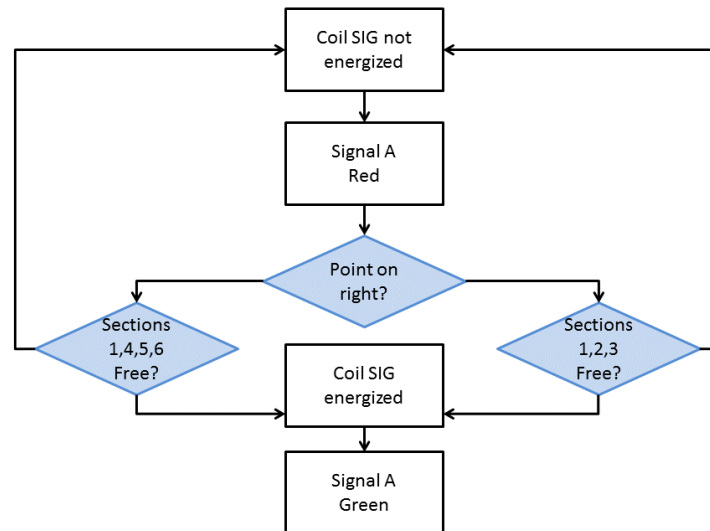 Coil SIG not
energized
Signal A
Red
Point on
right?
Sections
1,4,5,6
Free?
Sections
1,2,3
Free?
Coil SIG
energized
Signal A
Green